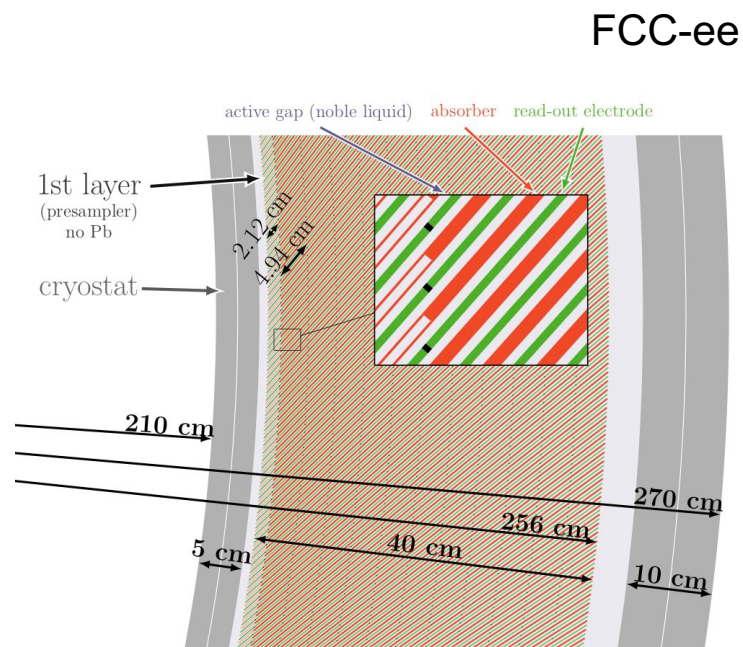 FCC-ee
active gap (noble liquid) absorber read-out electrode
1st layer
(presampler)
no Pb
2.12 cm
4.94 cm
cryostat
210 cm
270 cm
256 cm
40 cm
5 cm
10 cm